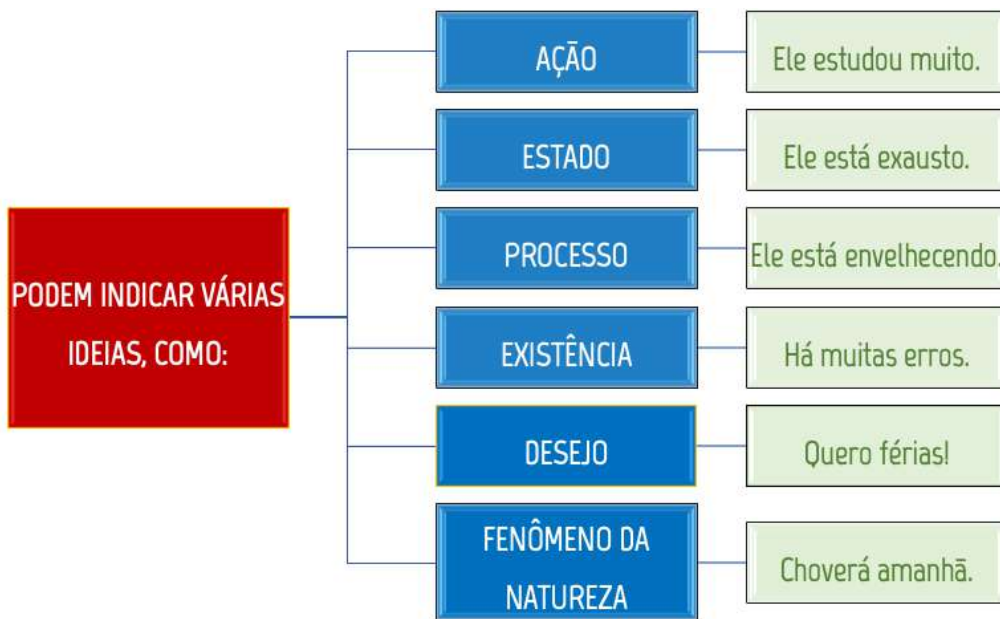 PODEM INDICAR VÁRIAS
IDEIAS, COMO:
AÇÃO
Ele estudou muito.
ESTADO
Ele está exausto.
PROCESSO
Ele está envelhecendo.
EXISTÊNCIA
Há muitas erros.
DESEJO
Quero férias!
FENÔMENO DA
NATUREZA
Choverá amanhã.